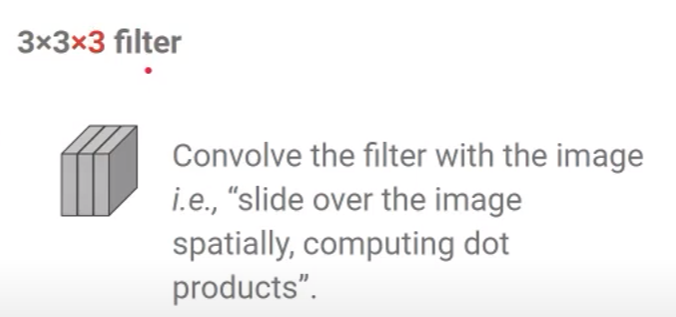 3×3×3 filter
Convolve the filter with the image
i.e., “slide over the image
spatially, computing dot
products”.